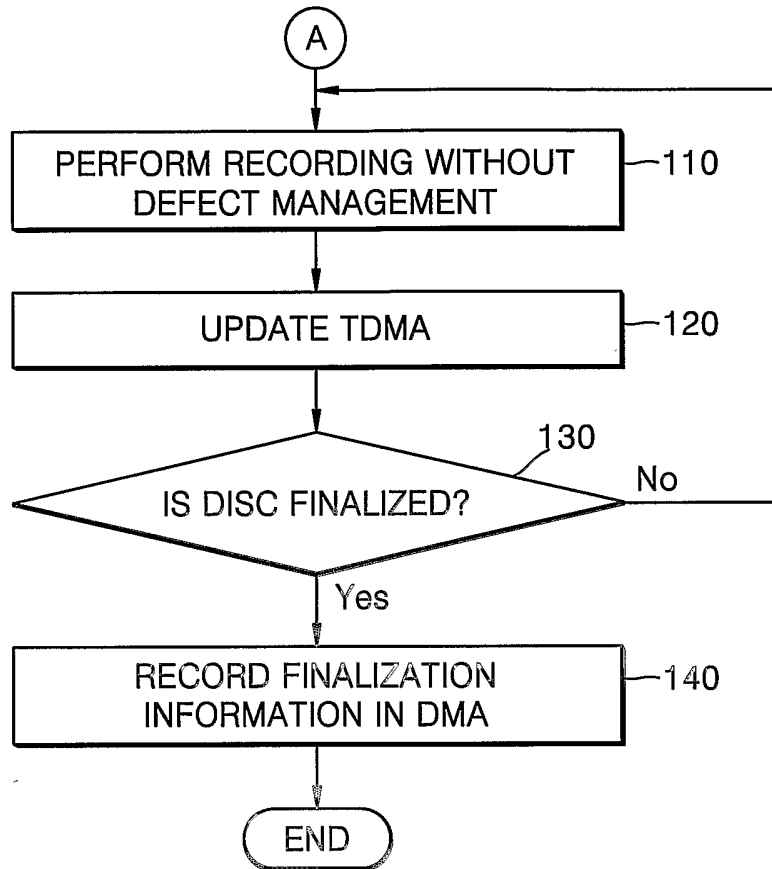 A
PERFORM RECORDING WITHOUT
DEFECT MANAGEMENT
110
UPDATE TDMA
120
130
IS DISC FINALIZED?
No
Yes
RECORD FINALIZATION
INFORMATION IN DMA
140
END